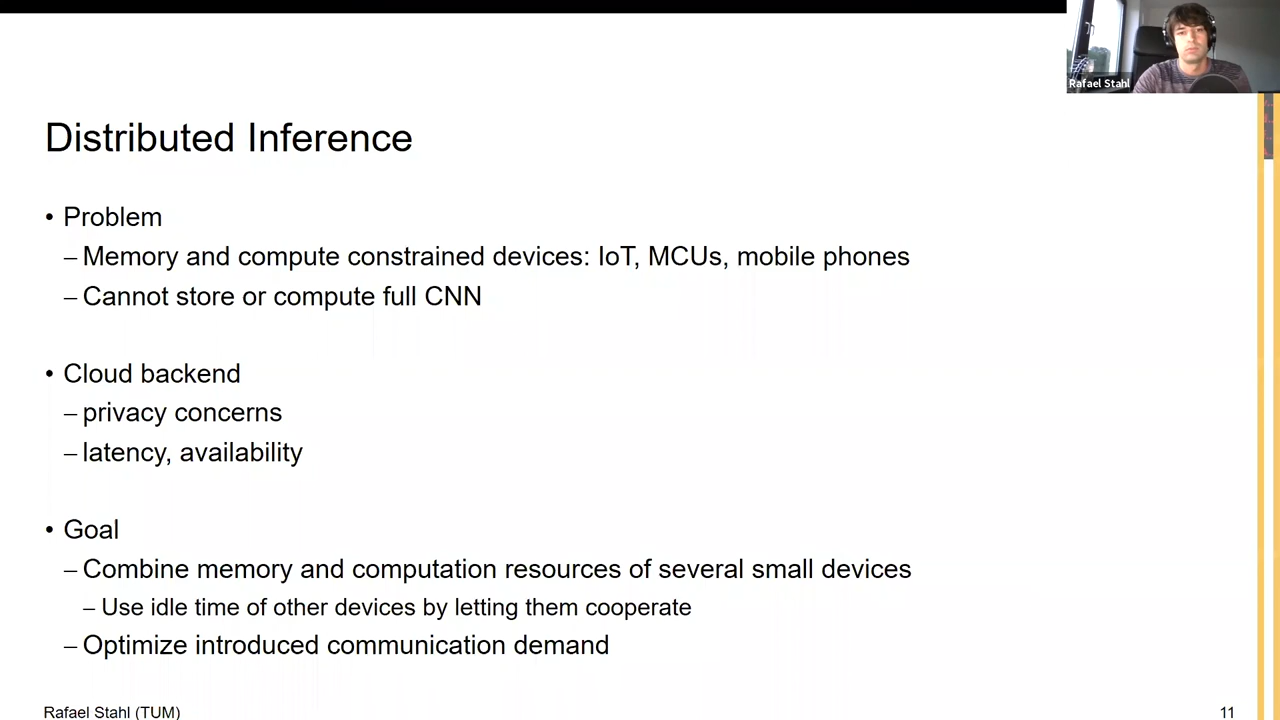 Rafael Stahl
Distributed Inference
• Problem
– Memory and compute constrained devices: IoT, MCUs, mobile phones
– Cannot store or compute full CNN
• Cloud backend
– privacy concerns
– latency, availability
• Goal
– Combine memory and computation resources of several small devices
– Use idle time of other devices by letting them cooperate
– Optimize introduced communication demand
Rafael Stahl (TUM)
11